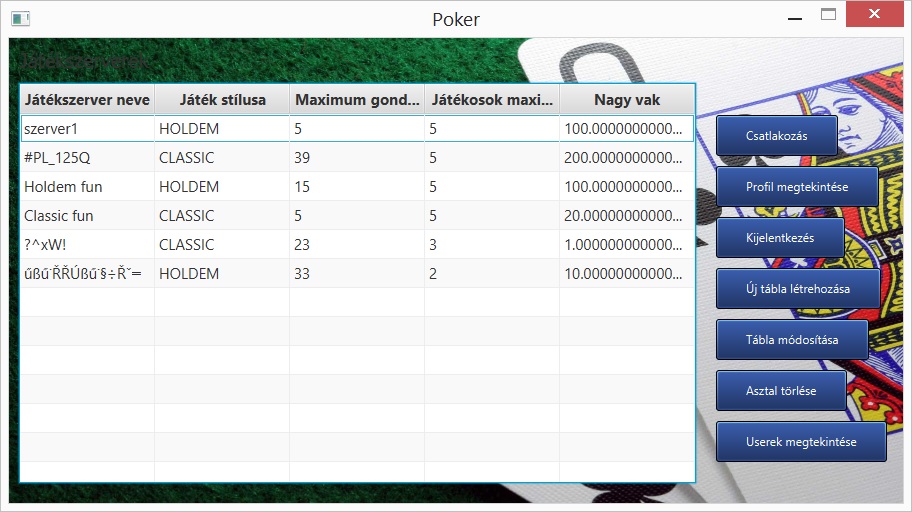 Poker
Játékszerverek
Játékszerver neve Játék stílusa Maximum gond... Játékosok maxi... Nagy vak
szerver1 HOLDEM 5 5 100.0000000000...
#PL_125Q CLASSIC 39 5 200.0000000000...
Holdem fun HOLDEM 15 5 100.0000000000...
Classic fun CLASSIC 5 5 20.00000000000...
?^xW! CLASSIC 23 3 1.000000000000...
űßű¨ŘŘÚßű¨§÷Řˇ= HOLDEM 33 2 10.00000000000...
Csatlakozás
Profil megtekintése
Kijelentkezés
Új tábla létrehozása
Tábla módosítása
Asztal törlése
Userek megtekintése